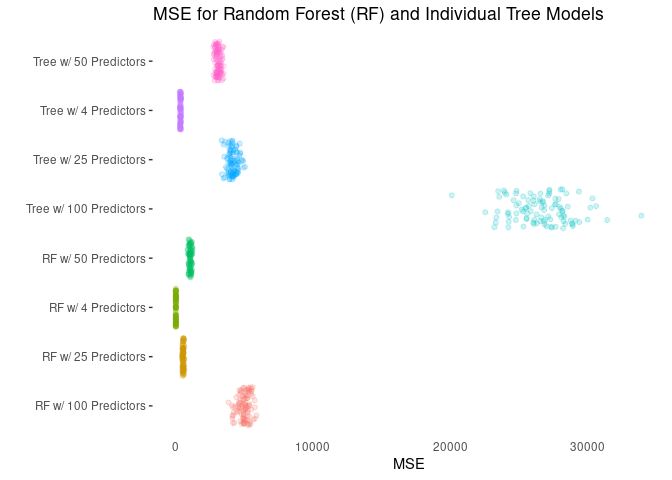 MSE for Random Forest (RF) and Individual Tree Models
Tree w/ 50 Predictors
Tree w/ 4 Predictors
Tree w/ 25 Predictors
Tree w/ 100 Predictors
RF w/ 50 Predictors
RF w/ 4 Predictors
RF w/ 25 Predictors
RF w/ 100 Predictors
0 10000 20000 30000
MSE